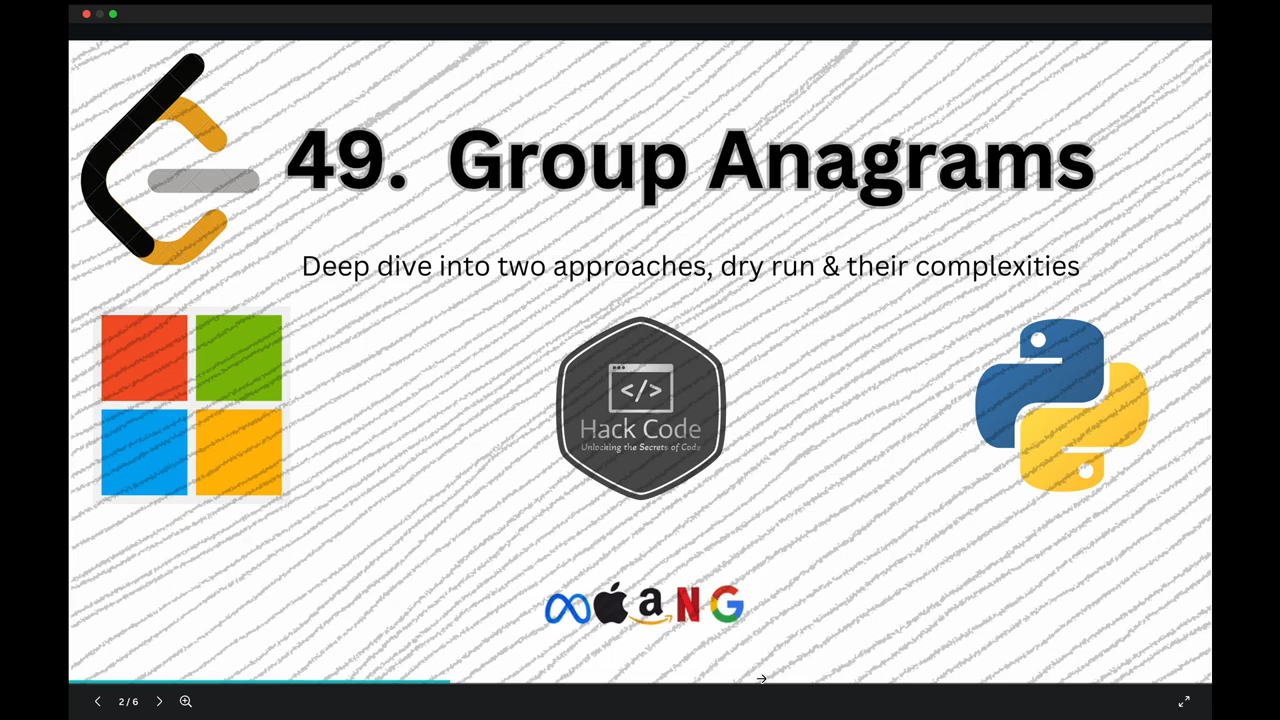 49. Group Anagrams
Deep dive into two approaches, dry run & their complexities
</>
Hack Code
Unlocking the Secrets of Code
a N G
2 / 6